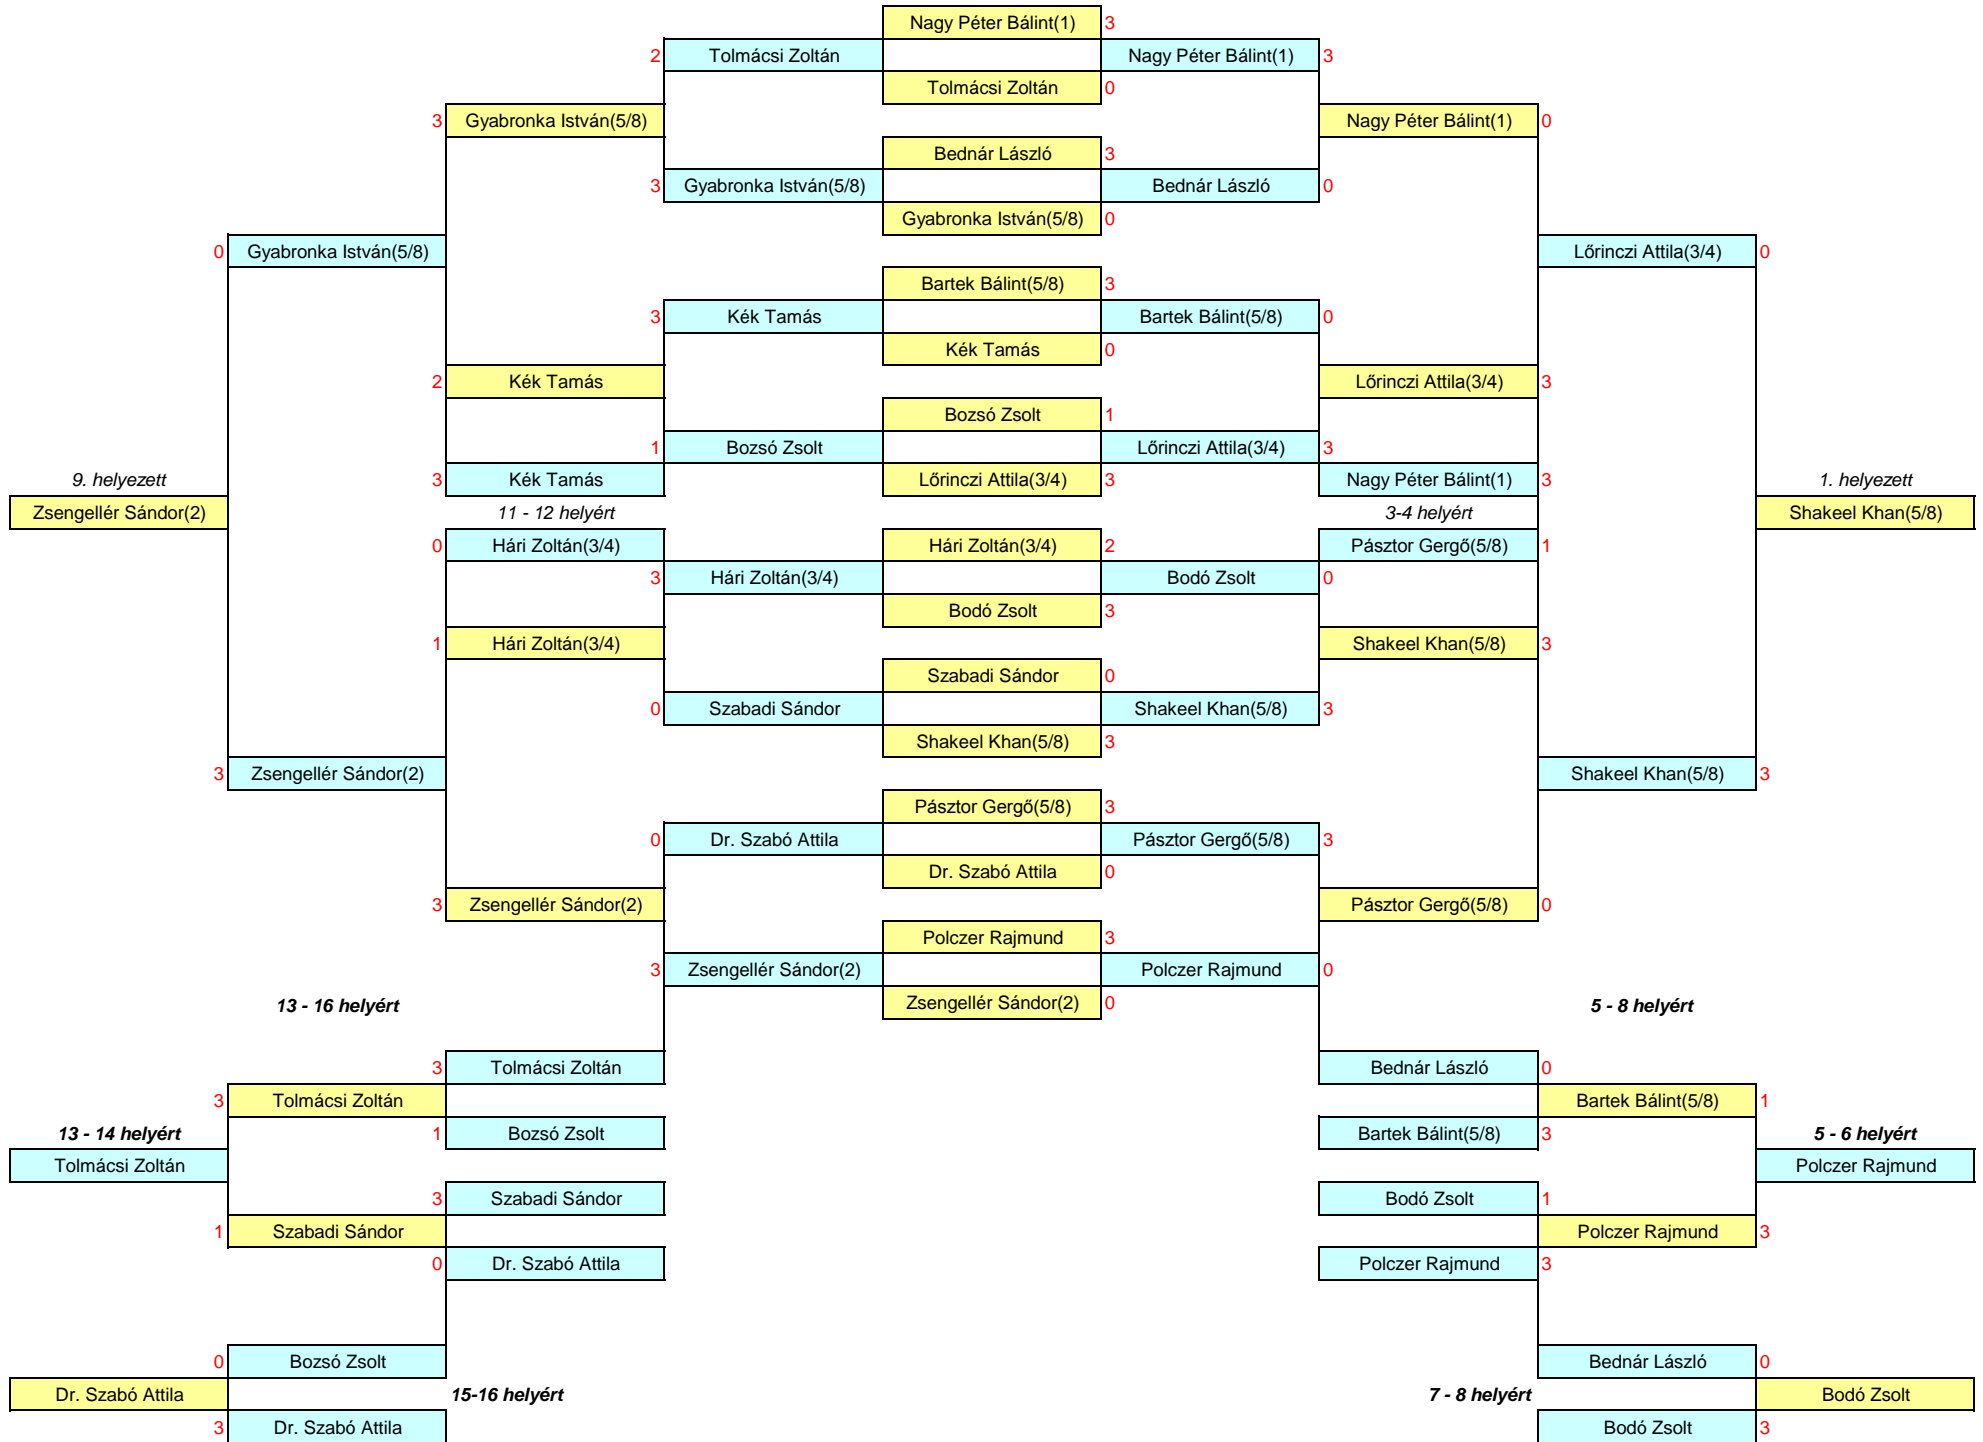 Nagy Péter Bálint(1) 3
2 Tolmácsi Zoltán Nagy Péter Bálint(1) 3
Tolmácsi Zoltán 0
3 Gyabronka István(5/8) Nagy Péter Bálint(1) 0
Bednár László 3
3 Gyabronka István(5/8) Bednár László 0
Gyabronka István(5/8) 0
0 Gyabronka István(5/8) Lőrinczi Attila(3/4) 0
Bartek Bálint(5/8) 3
3 Kék Tamás Bartek Bálint(5/8) 0
Kék Tamás 0
2 Kék Tamás Lőrinczi Attila(3/4) 3
Bozsó Zsolt 1
1 Bozsó Zsolt Lőrinczi Attila(3/4) 3
9. helyezett 3 Kék Tamás Lőrinczi Attila(3/4) 3 Nagy Péter Bálint(1) 3 1. helyezett
Zsengellér Sándor(2) 11 - 12 helyért 3-4 helyért Shakeel Khan(5/8)
0 Hári Zoltán(3/4) Hári Zoltán(3/4) 2 Pásztor Gergő(5/8) 1
3 Hári Zoltán(3/4) Bodó Zsolt 0
Bodó Zsolt 3
1 Hári Zoltán(3/4) Shakeel Khan(5/8) 3
Szabadi Sándor 0
0 Szabadi Sándor Shakeel Khan(5/8) 3
Shakeel Khan(5/8) 3
3 Zsengellér Sándor(2) Shakeel Khan(5/8) 3
Pásztor Gergő(5/8) 3
0 Dr. Szabó Attila Pásztor Gergő(5/8) 3
Dr. Szabó Attila 0
3 Zsengellér Sándor(2) Pásztor Gergő(5/8) 0
Polczer Rajmund 3
3 Zsengellér Sándor(2) Polczer Rajmund 0
13 - 16 helyért Zsengellér Sándor(2) 0 5 - 8 helyért
3 Tolmácsi Zoltán Bednár László 0
3 Tolmácsi Zoltán Bartek Bálint(5/8) 1
13 - 14 helyért 1 Bozsó Zsolt Bartek Bálint(5/8) 3 5 - 6 helyért
Tolmácsi Zoltán Polczer Rajmund
3 Szabadi Sándor Bodó Zsolt 1
1 Szabadi Sándor Polczer Rajmund 3
0 Dr. Szabó Attila Polczer Rajmund 3
0 Bozsó Zsolt Bednár László 0
Dr. Szabó Attila 15-16 helyért 7 - 8 helyért Bodó Zsolt
3 Dr. Szabó Attila Bodó Zsolt 3